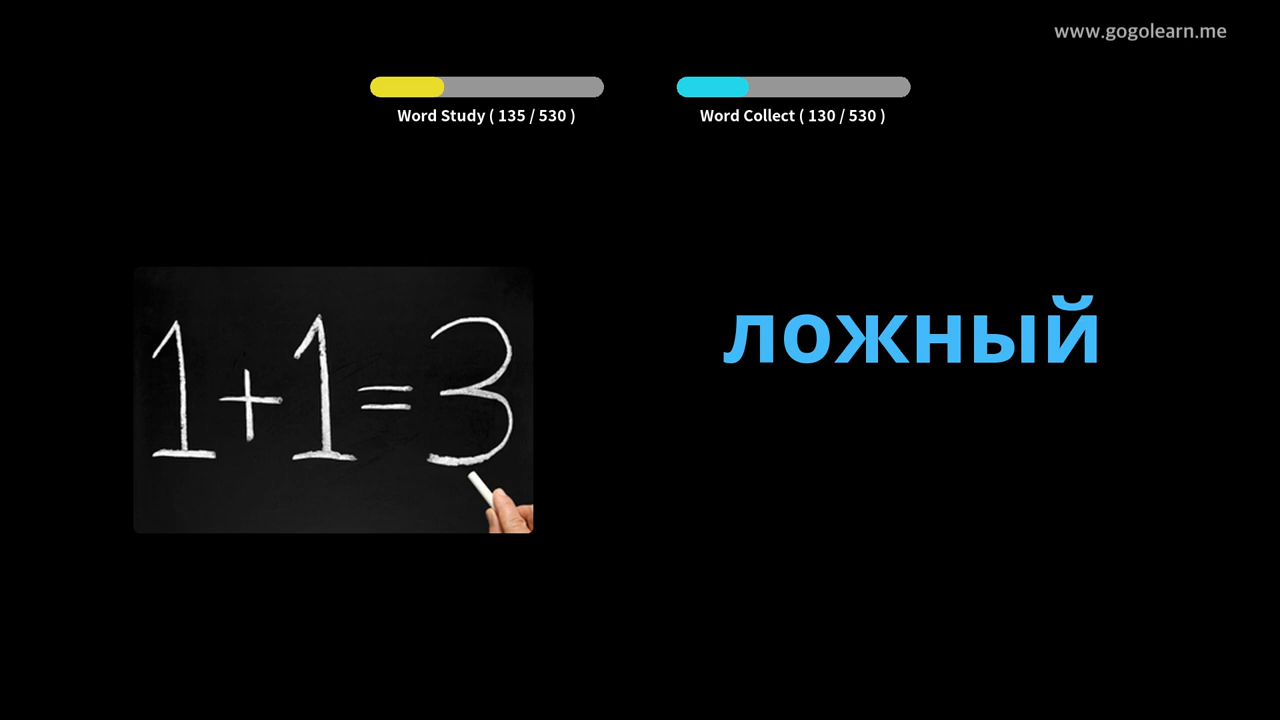 www.gogolearn.me
Word Study ( 135 / 530 )
Word Collect ( 130 / 530 )
1+1=3
ложный